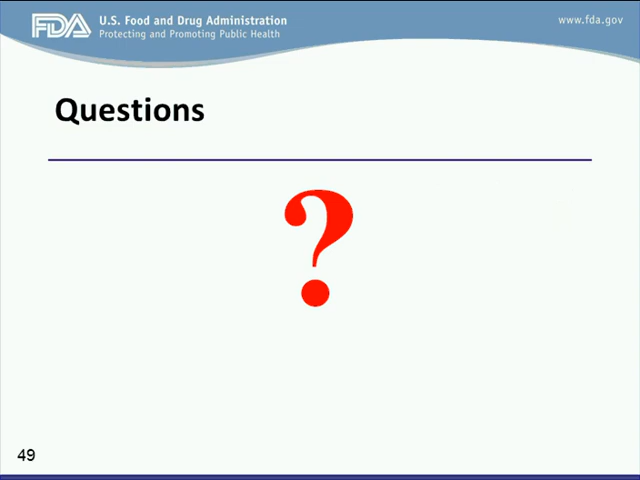 FDA U.S. Food and Drug Administration
Protecting and Promoting Public Health
www.fda.gov
Questions
?
49